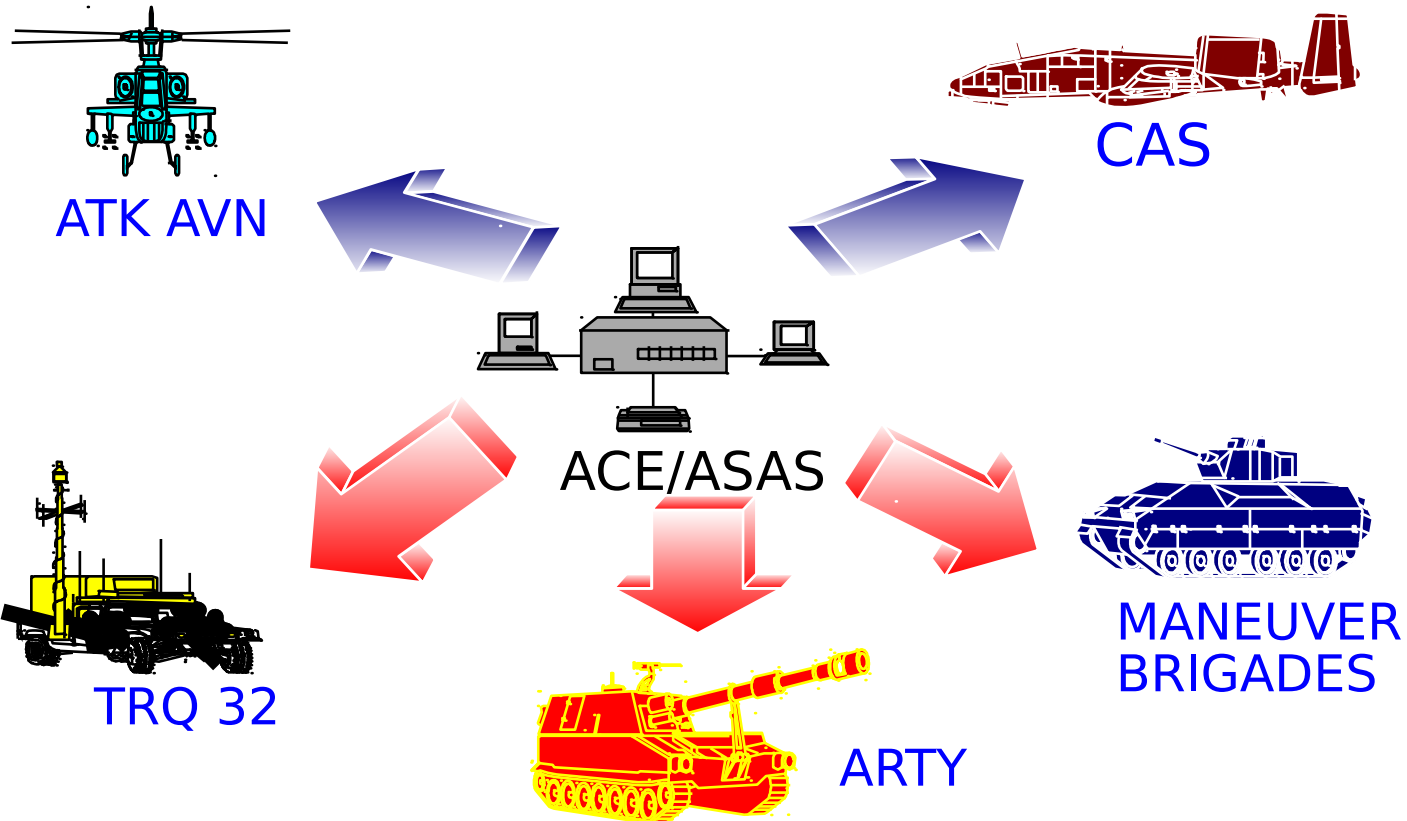 CAS
ATK AVN
ACE/ASAS
MANEUVER
BRIGADES
TRQ 32
ARTY